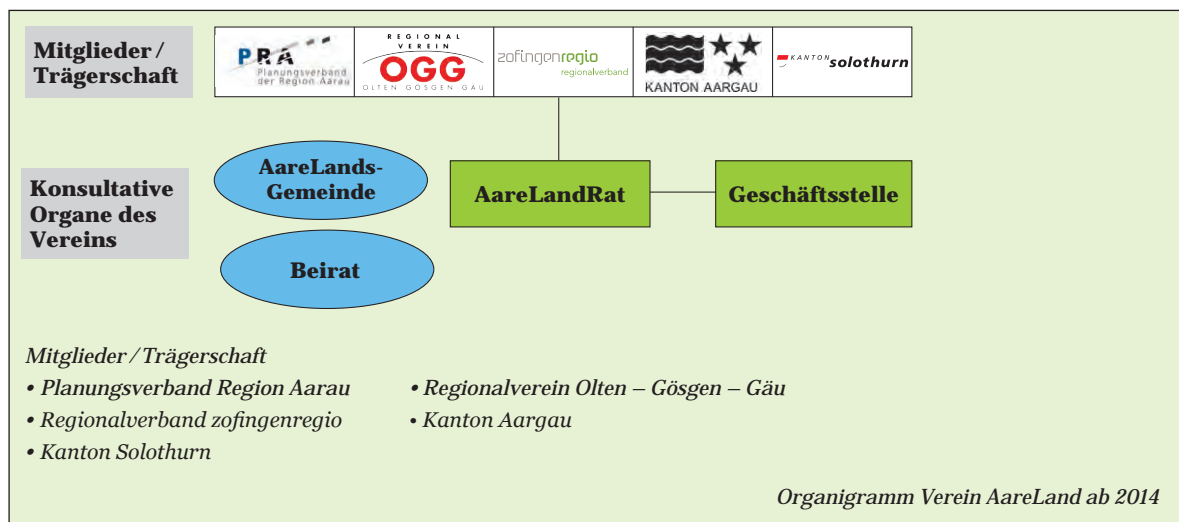 Mitglieder /
Trägerschaft
PRA
Planungsverband
der Region Aarau
REGIONAL
VEREIN
OGG
OLTEN GÖSGEN GÄU
zofingenregio
regionalverband
KANTON AARGAU
KANTON solothurn
Konsultative
Organe des
Vereins
AareLands-
Gemeinde
Beirat
AareLandRat
Geschäftsstelle
Mitglieder / Trägerschaft
• Planungsverband Region Aarau
• Regionalverein Olten – Gösgen – Gäu
• Regionalverband zofingenregio
• Kanton Aargau
• Kanton Solothurn
Organigramm Verein AareLand ab 2014